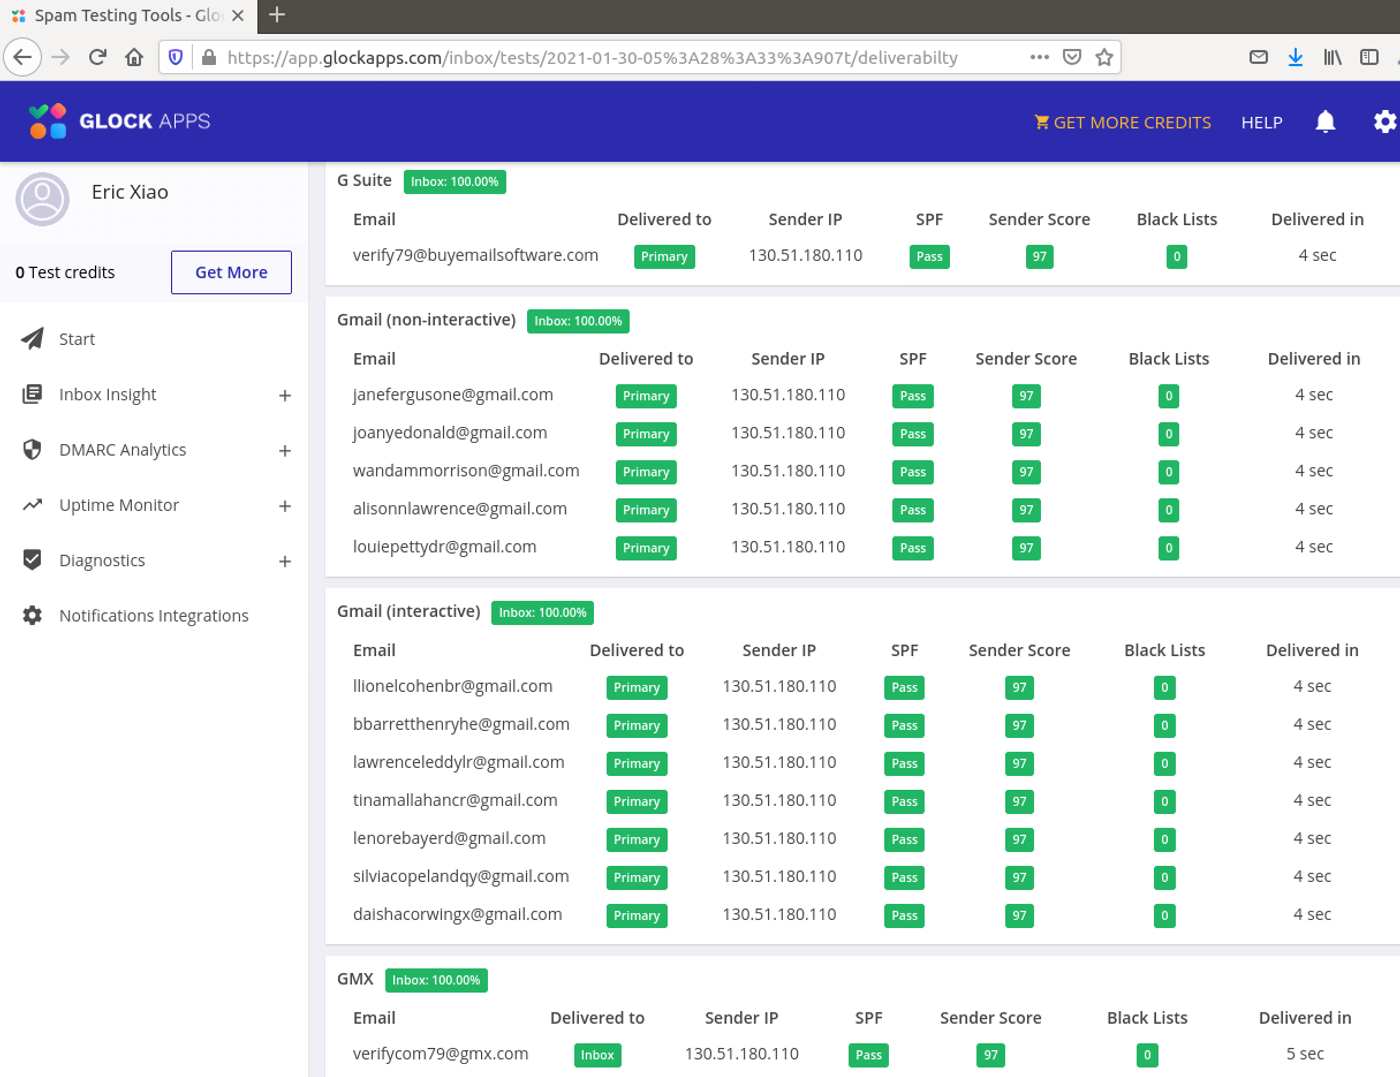 Spam Testing Tools - Glo
https://app.glockapps.com/inbox/tests/2021-01-30-05%3A28%3A33%3A907t/deliverabilty
GLOCK APPS
GET MORE CREDITS HELP
Eric Xiao
0 Test credits Get More
Start
Inbox Insight +
DMARC Analytics +
Uptime Monitor +
Diagnostics +
Notifications Integrations
G Suite Inbox: 100.00%
Email Delivered to Sender IP SPF Sender Score Black Lists Delivered in
verify79@buyemailsoftware.com Primary 130.51.180.110 Pass 97 0 4 sec
Gmail (non-interactive) Inbox: 100.00%
Email Delivered to Sender IP SPF Sender Score Black Lists Delivered in
janefergusone@gmail.com Primary 130.51.180.110 Pass 97 0 4 sec
joanyedonald@gmail.com Primary 130.51.180.110 Pass 97 0 4 sec
wandammorrison@gmail.com Primary 130.51.180.110 Pass 97 0 4 sec
alisonnlawrence@gmail.com Primary 130.51.180.110 Pass 97 0 4 sec
louiepettydr@gmail.com Primary 130.51.180.110 Pass 97 0 4 sec
Gmail (interactive) Inbox: 100.00%
Email Delivered to Sender IP SPF Sender Score Black Lists Delivered in
llionelcohenbr@gmail.com Primary 130.51.180.110 Pass 97 0 4 sec
bbarretthenryhe@gmail.com Primary 130.51.180.110 Pass 97 0 4 sec
lawrenceleddylr@gmail.com Primary 130.51.180.110 Pass 97 0 4 sec
tinamallahancr@gmail.com Primary 130.51.180.110 Pass 97 0 4 sec
lenorebayerd@gmail.com Primary 130.51.180.110 Pass 97 0 4 sec
silviacopelandqy@gmail.com Primary 130.51.180.110 Pass 97 0 4 sec
daishacorwingx@gmail.com Primary 130.51.180.110 Pass 97 0 4 sec
GMX Inbox: 100.00%
Email Delivered to Sender IP SPF Sender Score Black Lists Delivered in
verifycom79@gmx.com Inbox 130.51.180.110 Pass 97 0 5 sec